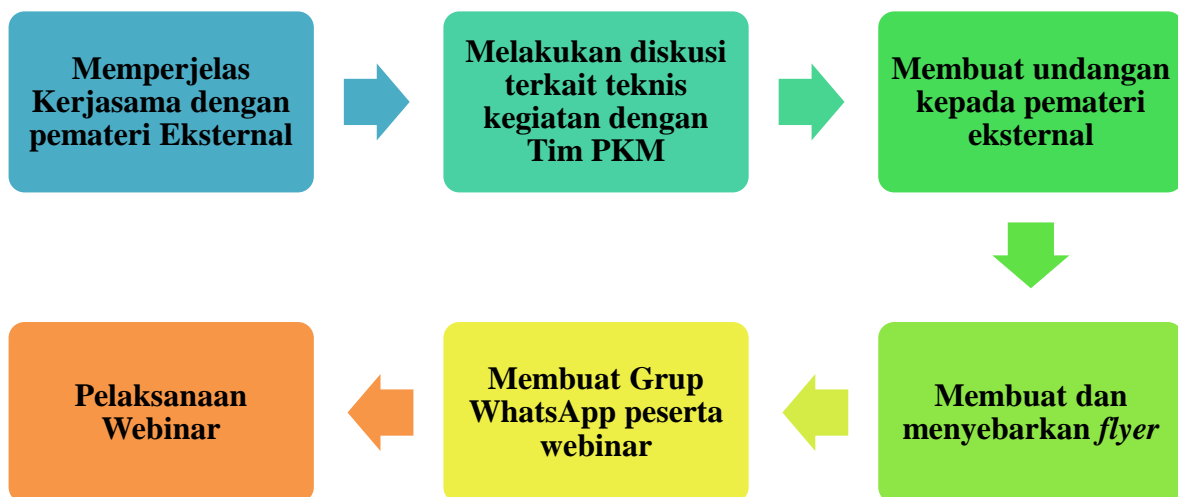 Memperjelas
Kerjasama dengan
pemateri Eksternal
Melakukan diskusi
terkait teknis
kegiatan dengan
Tim PKM
Membuat undangan
kepada pemateri
eksternal
Membuat dan
menyebarkan flyer
Membuat Grup
WhatsApp peserta
webinar
Pelaksanaan
Webinar